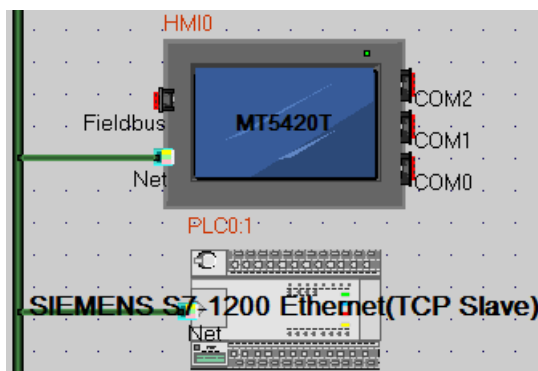 HMI0
MT5420T
COM2
Fieldbus
COM1
Net
COM0
PLC0:1
SIEMENS S7-1200 Ethernet(TCP Slave)
Net